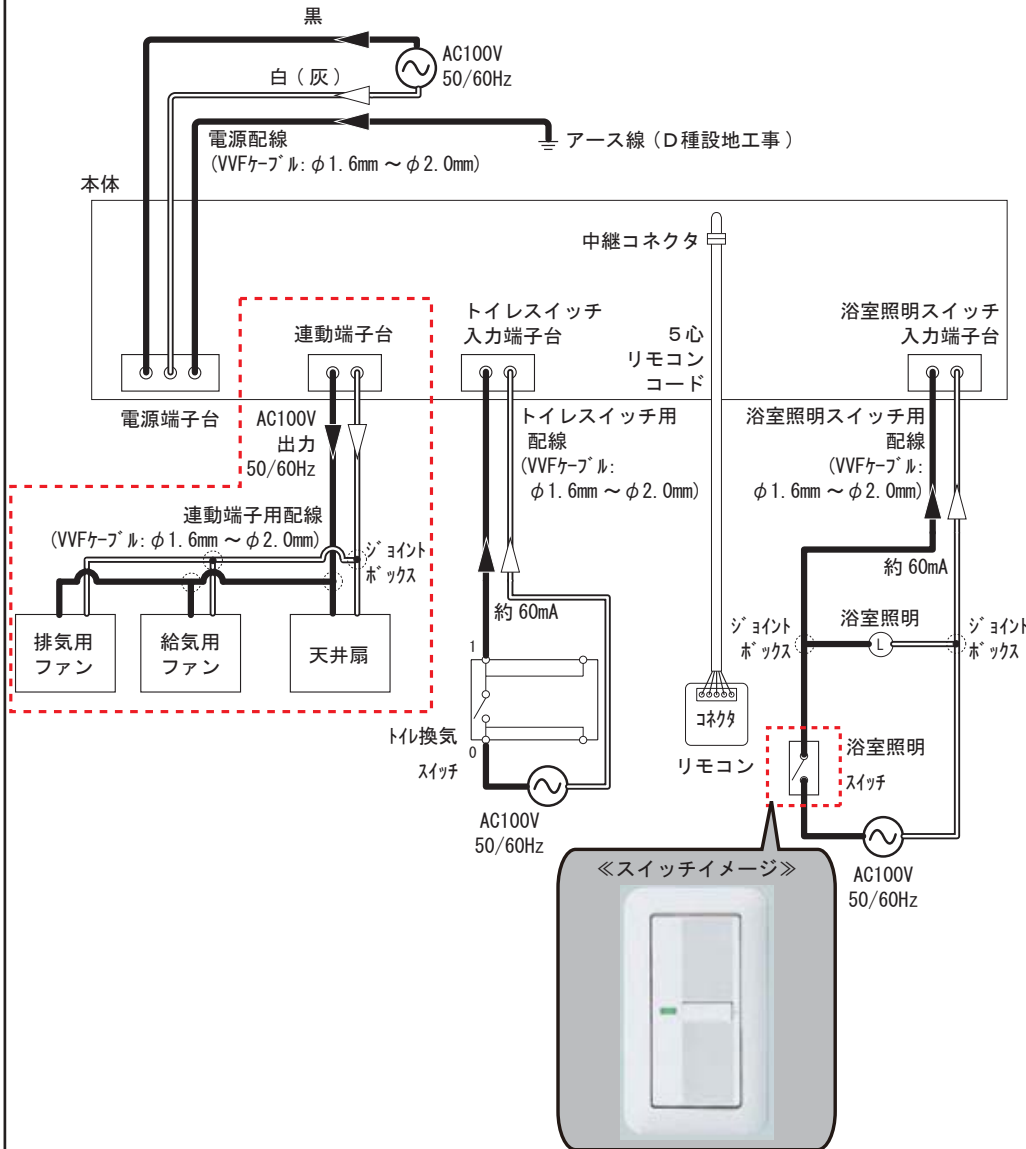 黒
AC100V
50/60Hz
白（灰）
電源配線
(VVFｹｰﾌﾞﾙ: φ1.6mm ～ φ2.0mm)
アース線（D種設地工事）
本体
中継コネクタ
トイレスイッチ
入力端子台
浴室照明スイッチ
入力端子台
連動端子台
５心
リモコン
コード
電源端子台
AC100V
出力
50/60Hz
トイレスイッチ用
配線
(VVFｹｰﾌﾞﾙ:
φ1.6mm ～ φ2.0mm)
浴室照明スイッチ用
配線
(VVFｹｰﾌﾞﾙ:
φ1.6mm ～ φ2.0mm)
連動端子用配線
(VVFｹｰﾌﾞﾙ: φ1.6mm ～ φ2.0mm)
ｼﾞｮｲﾝﾄ
ﾎﾞｯｸｽ
約 60mA
約 60mA
排気用
ファン
給気用
ファン
天井扇
浴室照明
ｼﾞｮｲﾝﾄ
ﾎﾞｯｸｽ
L
ｼﾞｮｲﾝﾄ
ﾎﾞｯｸｽ
1
0
ﾄｲﾚ換気
ｽｲｯﾁ
ｺﾈｸﾀ
リモコン
浴室照明
ｽｲｯﾁ
AC100V
50/60Hz
AC100V
50/60Hz
≪スイッチイメージ≫